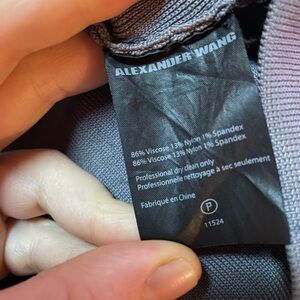 ALEXANDER WANG
86% Viscose 13% Nylon 1% Spandex
86% Viscose 13% Nylon 1% Spandex
Professional dry clean only
Professionnelle nettoyage à sec seulement
Fabriqué en Chine
P
11524